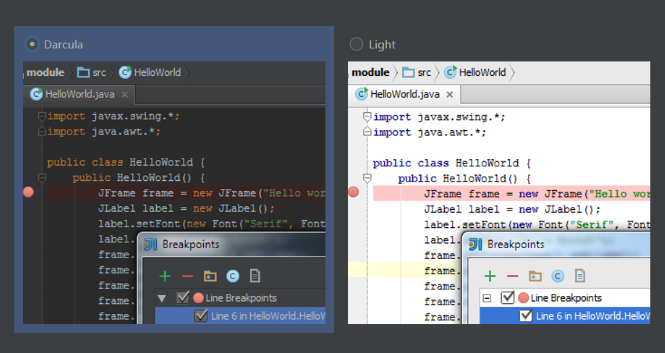 Darcula
module src HelloWorld
HelloWorld.java
import javax.swing.*;
import java.awt.*;
public class HelloWorld {
public HelloWorld() {
JFrame frame = new JFrame("Hello wor
JLabel label = new JLabel();
label.setFont(new Font("Serif", Font
label.
frame.
frame.
frame.
frame.
frame.
Breakpoints
Line Breakpoints
Line 6 in HelloWorld.HelloW
Light
module src HelloWorld
HelloWorld.java
import javax.swing.*;
import java.awt.*;
public class HelloWorld {
public HelloWorld() {
JFrame frame = new JFrame("Hello wo
JLabel label = new JLabel();
label.setFont(new Font("Serif", Font
label.
frame.
frame.
frame.
frame.
frame.
Breakpoints
Line Breakpoints
Line 6 in HelloWorld.HelloW